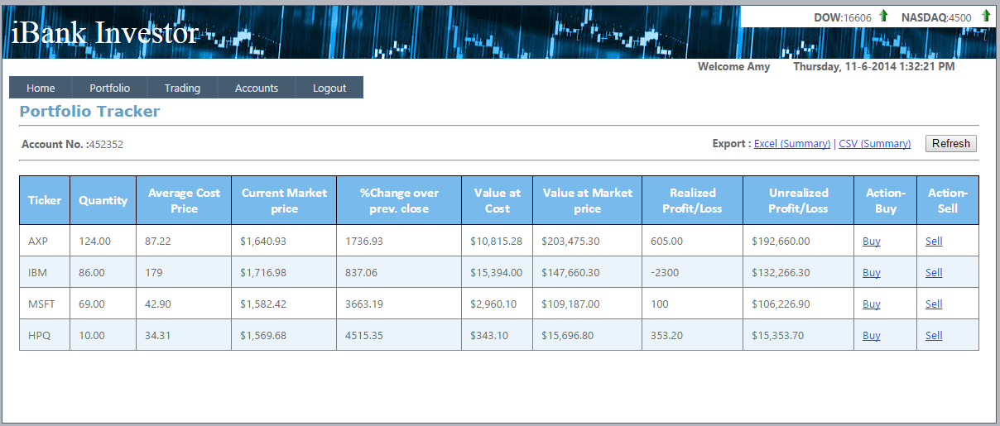 iBank Investor
DOW:16606 NASDAQ:4500
Welcome Amy Thursday, 11-6-2014 1:32:21 PM
Home Portfolio Trading Accounts Logout
Portfolio Tracker
Account No. :452352 Export : Excel (Summary) | CSV (Summary) Refresh
Ticker Quantity Average Cost Price Current Market price %Change over prev. close Value at Cost Value at Market price Realized Profit/Loss Unrealized Profit/Loss Action-Buy Action-Sell
AXP 124.00 87.22 $1,640.93 1736.93 $10,815.28 $203,475.30 605.00 $192,660.00 Buy Sell
IBM 86.00 179 $1,716.98 837.06 $15,394.00 $147,660.30 -2300 $132,266.30 Buy Sell
MSFT 69.00 42.90 $1,582.42 3663.19 $2,960.10 $109,187.00 100 $106,226.90 Buy Sell
HPQ 10.00 34.31 $1,569.68 4515.35 $343.10 $15,696.80 353.20 $15,353.70 Buy Sell